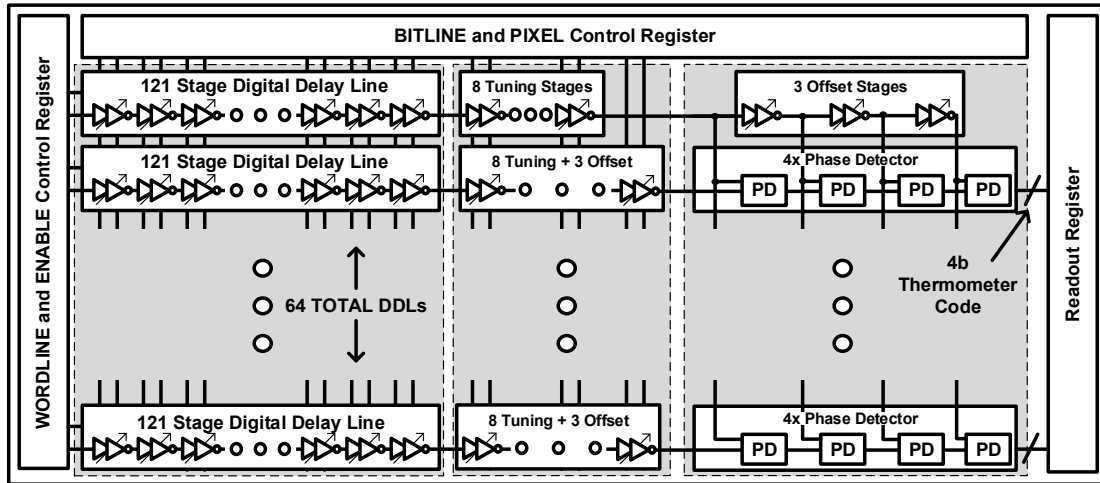 WORDLINE and ENABLE Control Register
BITLINE and PIXEL Control Register
121 Stage Digital Delay Line
8 Tuning Stages
3 Offset Stages
121 Stage Digital Delay Line
8 Tuning + 3 Offset
4x Phase Detector
PD PD PD PD
64 TOTAL DDLs
4b
Thermometer
Code
121 Stage Digital Delay Line
8 Tuning + 3 Offset
4x Phase Detector
PD PD PD PD
Readout Register